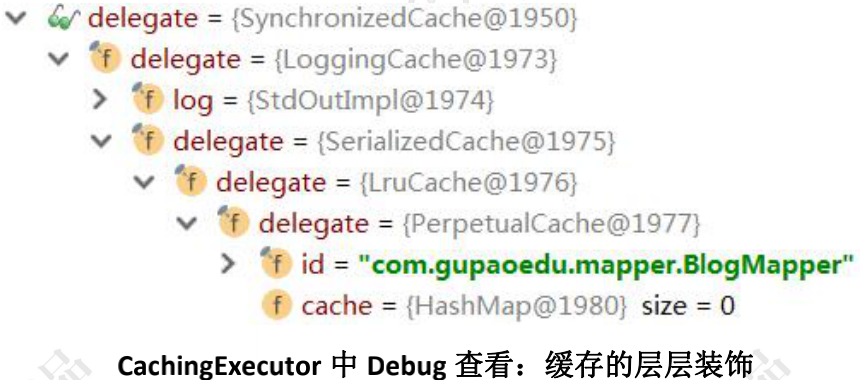 delegate = {SynchronizedCache@1950}
delegate = {LoggingCache@1973}
log = {StdOutImpl@1974}
delegate = {SerializedCache@1975}
delegate = {LruCache@1976}
delegate = {PerpetualCache@1977}
id = "com.gupaoedu.mapper.BlogMapper"
cache = {HashMap@1980} size = 0
CachingExecutor 中 Debug 查看：缓存的层层装饰